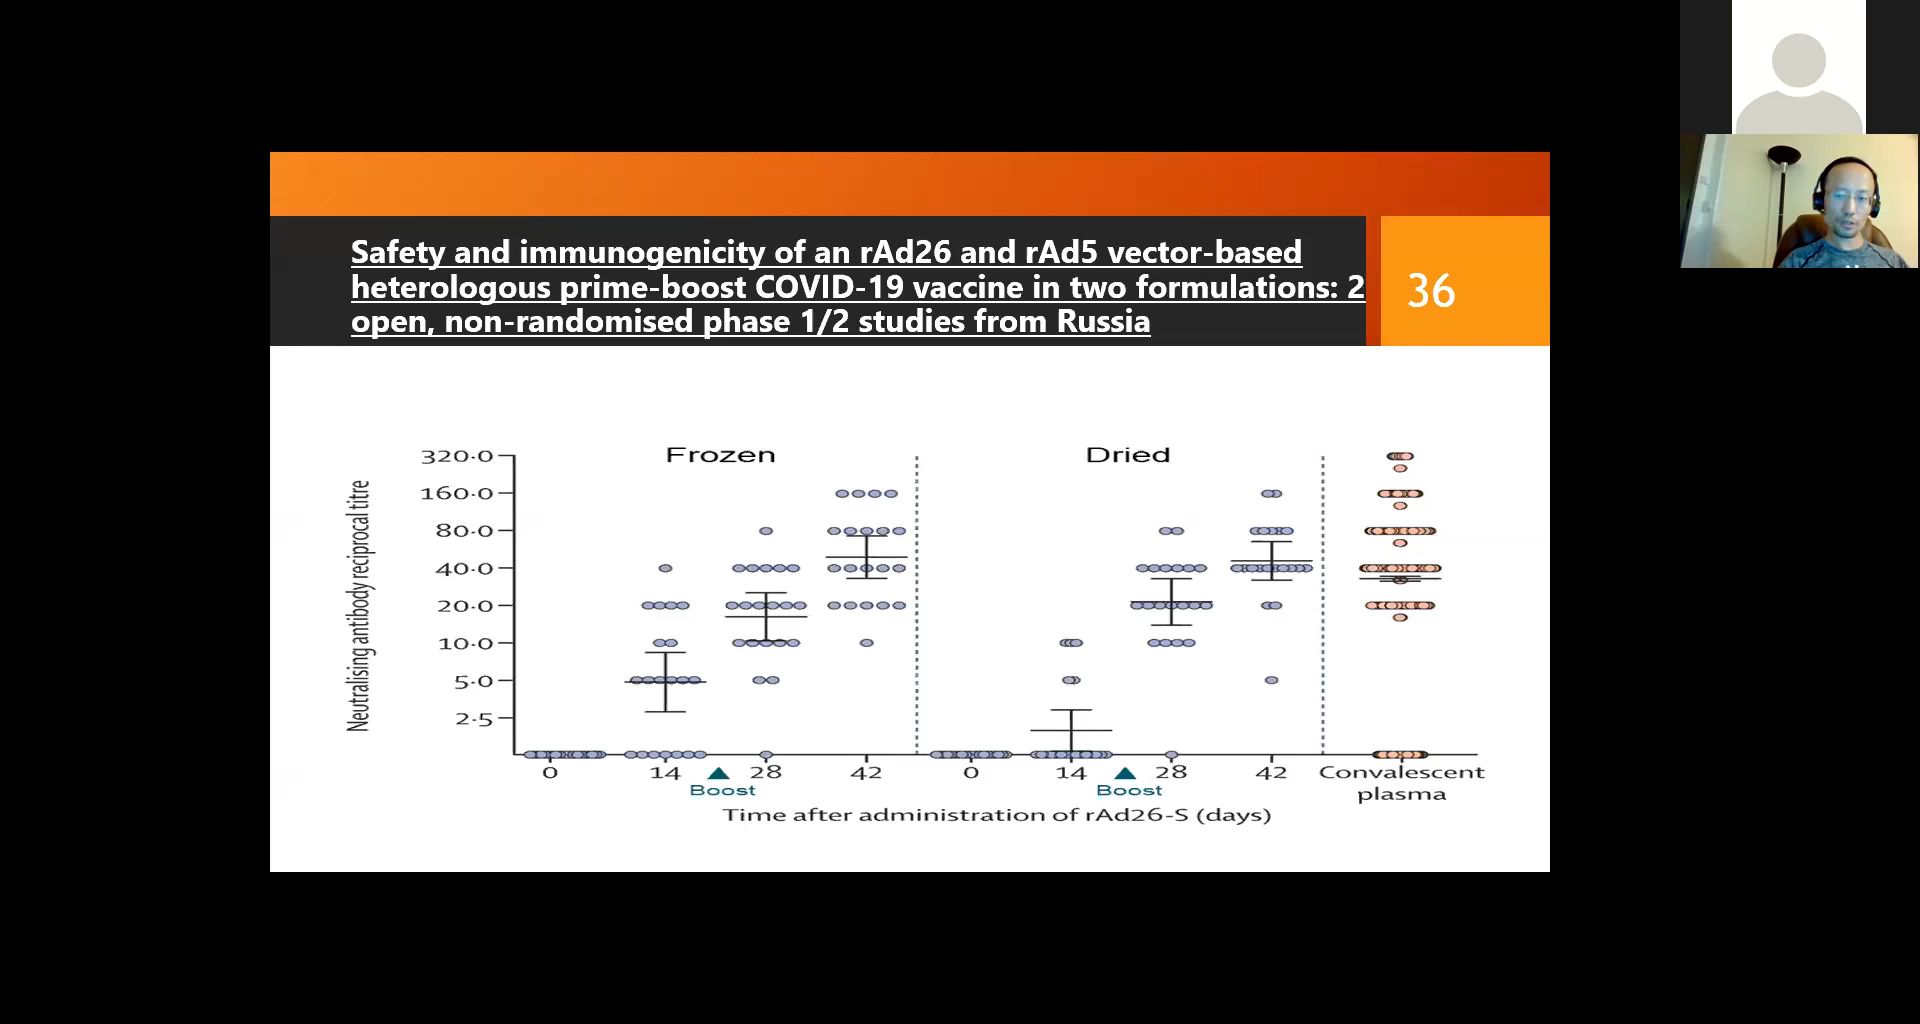 Safety and immunogenicity of an rAd26 and rAd5 vector-based
heterologous prime-boost COVID-19 vaccine in two formulations: 2
open, non-randomised phase 1/2 studies from Russia
36
Frozen
Dried
Neutralising antibody reciprocal titre
320·0
160·0
80·0
40·0
20·0
10·0
5·0
2·5
0
14
28
42
0
14
28
42
Convalescent
plasma
Boost
Boost
Time after administration of rAd26-S (days)